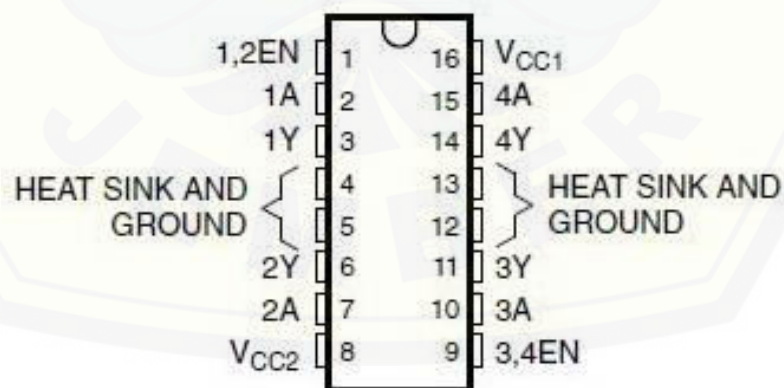 1,2EN 1 16 VCC1
1A 2 15 4A
1Y 3 14 4Y
HEAT SINK AND 4 13 HEAT SINK AND
GROUND 5 12 GROUND
2Y 6 11 3Y
2A 7 10 3A
VCC2 8 9 3,4EN